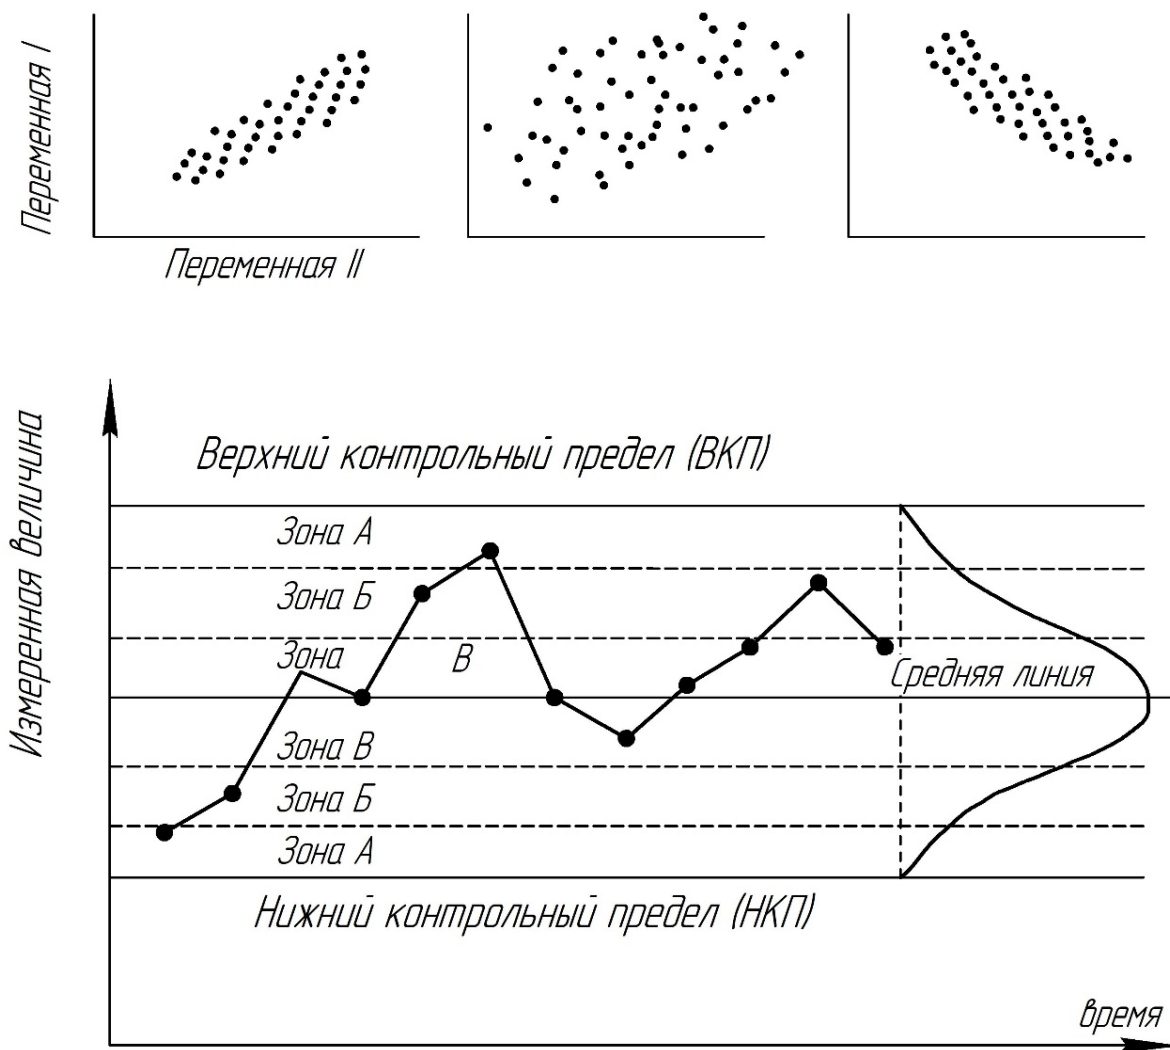 Переменная I
Переменная II
Измеренная величина
Верхний контрольный предел (ВКП)
Зона А
Зона Б
Зона В
Средняя линия
Зона В
Зона Б
Зона А
Нижний контрольный предел (НКП)
время